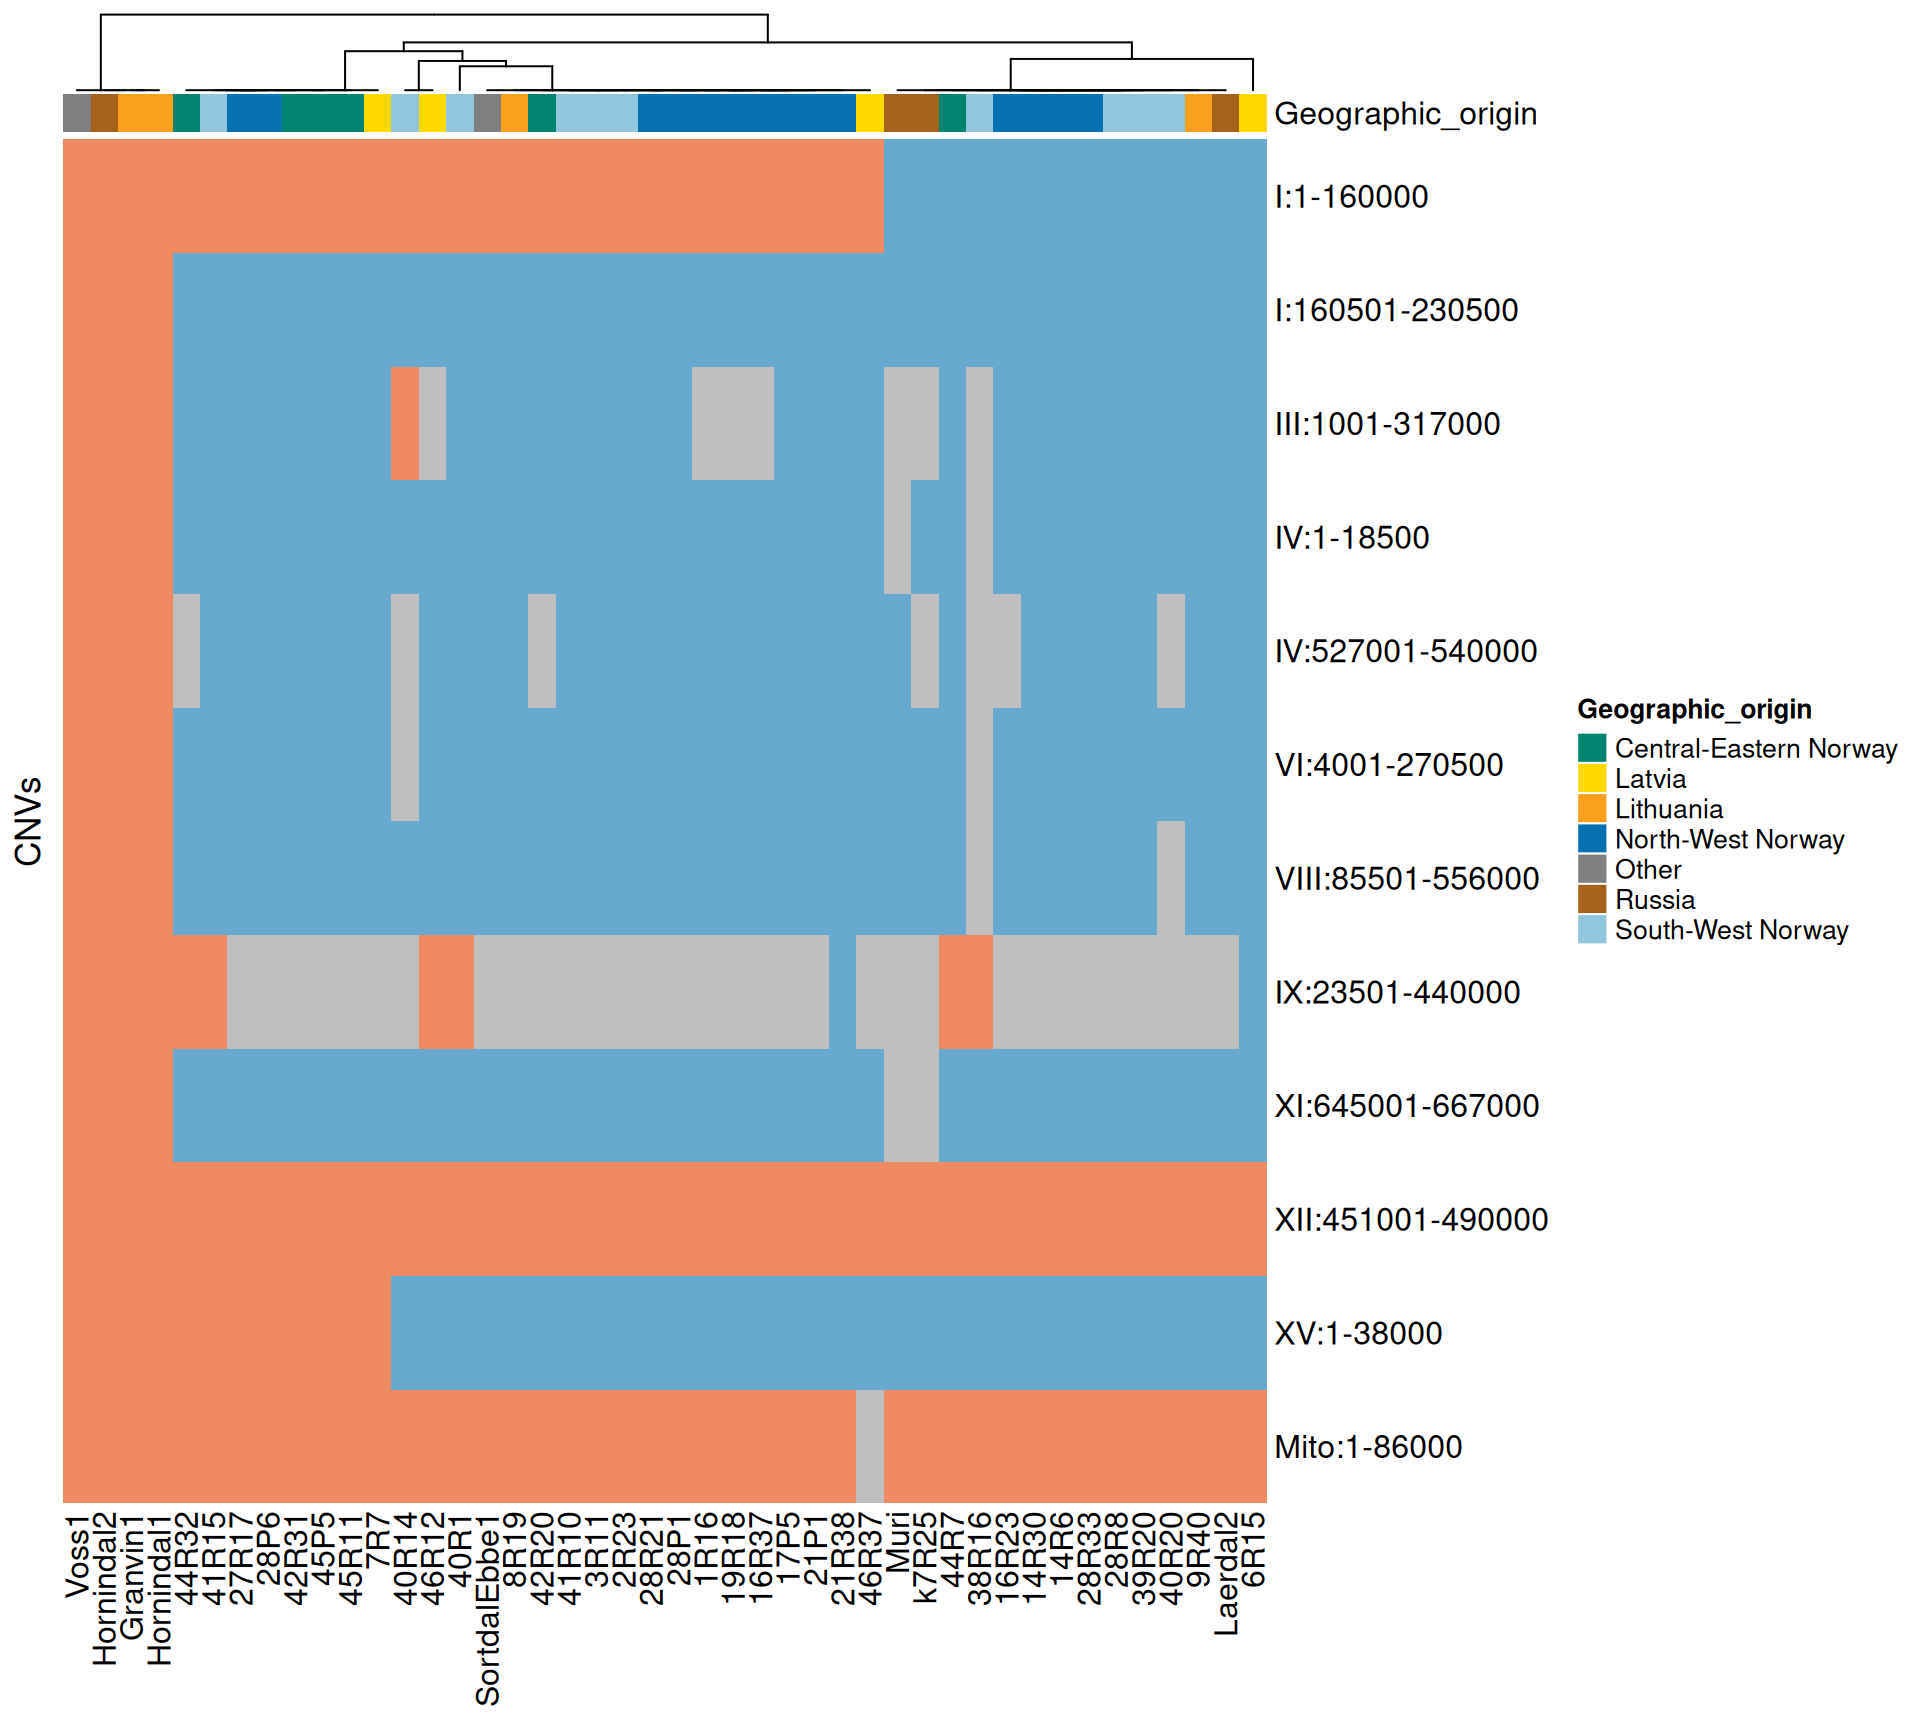 Geographic_origin
I:1-160000
I:160501-230500
III:1001-317000
IV:1-18500
IV:527001-540000
VI:4001-270500
VIII:85501-556000
IX:23501-440000
XI:645001-667000
XII:451001-490000
XV:1-38000
Mito:1-86000
CNVs
Geographic_origin
Central-Eastern Norway
Latvia
Lithuania
North-West Norway
Other
Russia
South-West Norway
Voss1
Hornindal2
Granvin1
Hornindal1
44R32
41R15
27R17
28P6
42R31
45P5
45R11
7R7
40R14
46R12
40R1
SortdalEbbe1
8R19
42R20
41R10
3R11
2R23
28R21
28P1
1R16
19R18
16R37
17P5
21P1
21R38
46R37
Muri
k7R25
44R7
38R16
16R23
14R30
14R6
28R33
28R8
39R20
40R20
9R40
Laerdal2
6R15